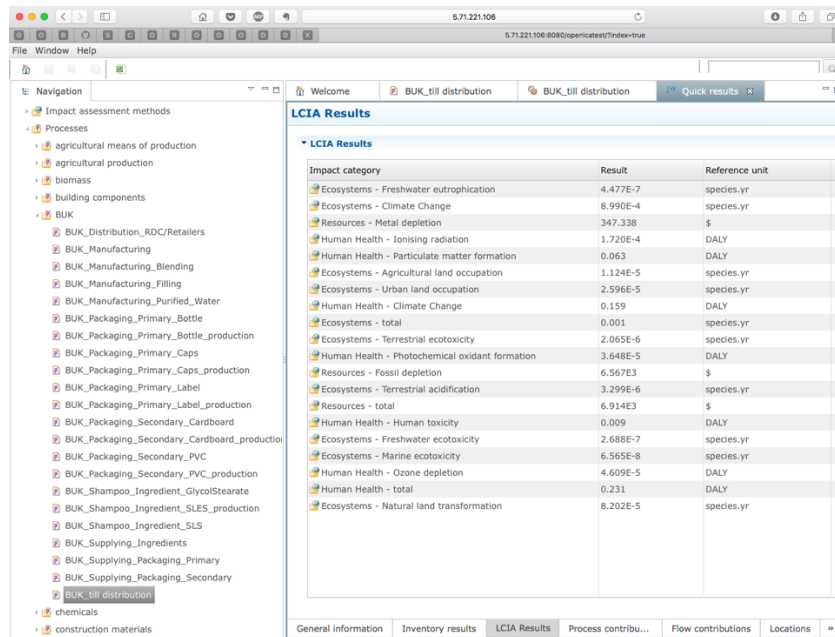 5.71.221.106
5.71.221.106:8080/openlcatest/?index=true
File Window Help
Navigation
Impact assessment methods
Processes
agricultural means of production
agricultural production
biomass
building components
BUK
BUK_Distribution_RDC/Retailers
BUK_Manufacturing
BUK_Manufacturing_Blending
BUK_Manufacturing_Filling
BUK_Manufacturing_Purified_Water
BUK_Packaging_Primary_Bottle
BUK_Packaging_Primary_Bottle_production
BUK_Packaging_Primary_Caps
BUK_Packaging_Primary_Caps_production
BUK_Packaging_Primary_Label
BUK_Packaging_Primary_Label_production
BUK_Packaging_Secondary_Cardboard
BUK_Packaging_Secondary_Cardboard_production
BUK_Packaging_Secondary_PVC
BUK_Packaging_Secondary_PVC_production
BUK_Shampoo_Ingredient_GlycolStearate
BUK_Shampoo_Ingredient_SLES_production
BUK_Shampoo_Ingredient_SLS
BUK_Supplying_Ingredients
BUK_Supplying_Packaging_Primary
BUK_Supplying_Packaging_Secondary
BUK_till distribution
chemicals
construction materials
Welcome BUK_till distribution BUK_till distribution Quick results
LCIA Results
LCIA Results
Impact category Result Reference unit
Ecosystems - Freshwater eutrophication 4.477E-7 species.yr
Ecosystems - Climate Change 8.990E-4 species.yr
Resources - Metal depletion 347.338 $
Human Health - Ionising radiation 1.720E-4 DALY
Human Health - Particulate matter formation 0.063 DALY
Ecosystems - Agricultural land occupation 1.124E-5 species.yr
Ecosystems - Urban land occupation 2.596E-5 species.yr
Human Health - Climate Change 0.159 DALY
Ecosystems - total 0.001 species.yr
Ecosystems - Terrestrial ecotoxicity 2.065E-6 species.yr
Human Health - Photochemical oxidant formation 3.648E-5 DALY
Resources - Fossil depletion 6.567E3 $
Ecosystems - Terrestrial acidification 3.299E-6 species.yr
Resources - total 6.914E3 $
Human Health - Human toxicity 0.009 DALY
Ecosystems - Freshwater ecotoxicity 2.688E-7 species.yr
Ecosystems - Marine ecotoxicity 6.565E-8 species.yr
Human Health - Ozone depletion 4.609E-5 DALY
Human Health - total 0.231 DALY
Ecosystems - Natural land transformation 8.202E-5 species.yr
General information Inventory results LCIA Results Process contribu... Flow contributions Locations »